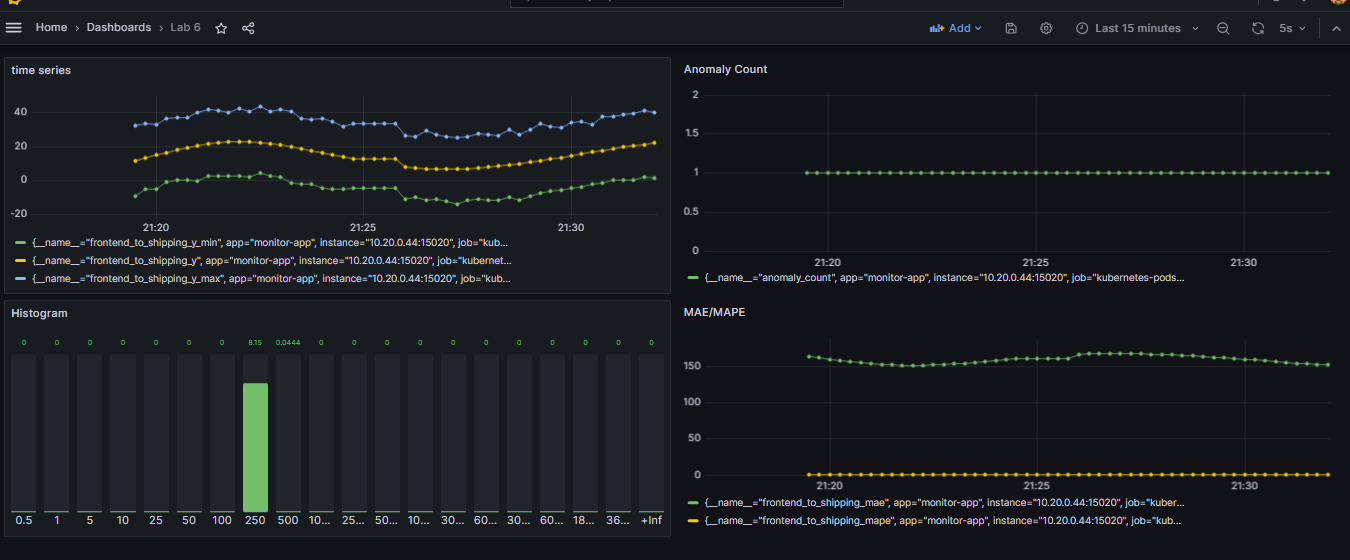 Home › Dashboards › Lab 6
Add
Last 15 minutes
5s
time series
40
20
0
-20
21:20 21:25 21:30
{__name__="frontend_to_shipping_y_min", app="monitor-app", instance="10.20.0.44:15020", job="kub...
{__name__="frontend_to_shipping_y", app="monitor-app", instance="10.20.0.44:15020", job="kubernet...
{__name__="frontend_to_shipping_y_max", app="monitor-app", instance="10.20.0.44:15020", job="kub...
Anomaly Count
2
1.5
1
0.5
0
21:20 21:25 21:30
{__name__="anomaly_count", app="monitor-app", instance="10.20.0.44:15020", job="kubernetes-pods...
Histogram
0 0 0 0 0 0 0 8.15 0.0444 0 0 0 0 0 0 0 0 0 0 0
0.5 1 5 10 25 50 100 250 500 10... 25... 50... 10... 30... 60... 30... 60... 18... 36... +Inf
MAE/MAPE
150
100
50
0
21:20 21:25 21:30
{__name__="frontend_to_shipping_mae", app="monitor-app", instance="10.20.0.44:15020", job="kuber...
{__name__="frontend_to_shipping_mape", app="monitor-app", instance="10.20.0.44:15020", job="kub...